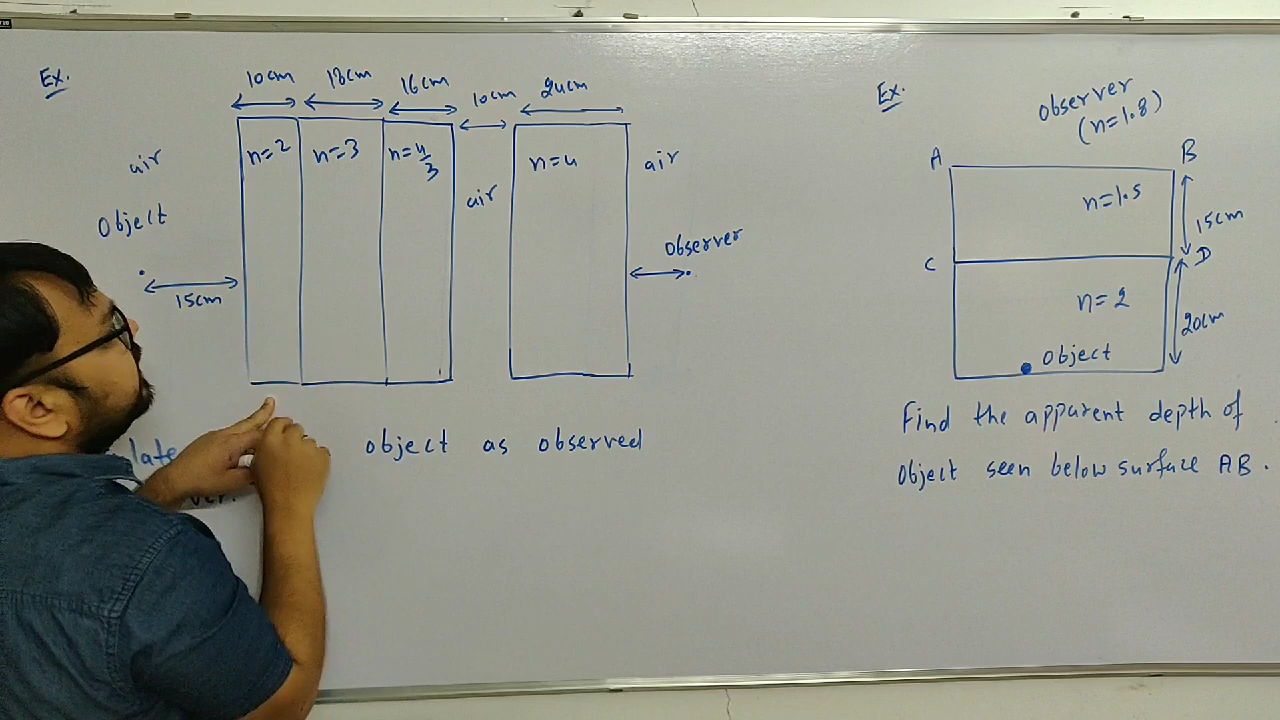 Ex.
10cm 18cm 16cm 10cm 24cm
n=2 n=3 n=4/3 n=4
air air air
Object
15cm
observer
late object as observed
ver.
Ex.
observer
(n=1.8)
A B
n=1.5
15cm
C D
n=2
20cm
object
Find the apparent depth of
object seen below surface AB.